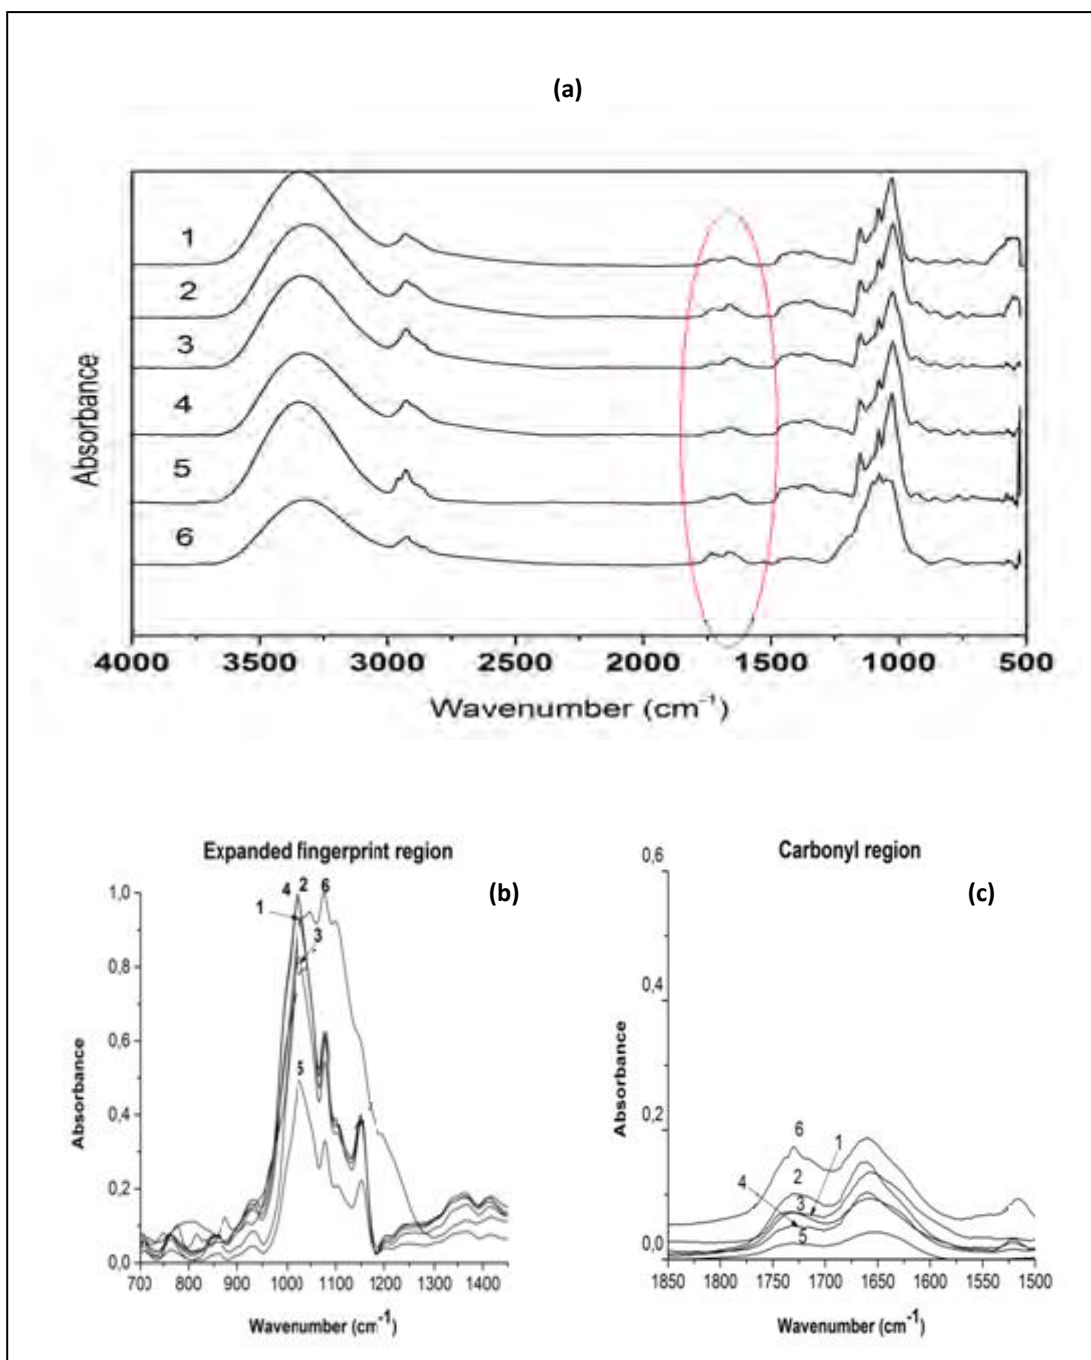 (a)
Absorbance
1
2
3
4
5
6
4000 3500 3000 2500 2000 1500 1000 500
Wavenumber (cm⁻¹)
Expanded fingerprint region
(b)
4 2 6
1
3
5
1,0
0,8
0,6
0,4
0,2
0,0
Absorbance
700 800 900 1000 1100 1200 1300 1400
Wavenumber (cm⁻¹)
Carbonyl region
(c)
0,6
0,4
0,2
0,0
Absorbance
6
1
2
4
3
5
1850 1800 1750 1700 1650 1600 1550 1500
Wavenumber (cm⁻¹)